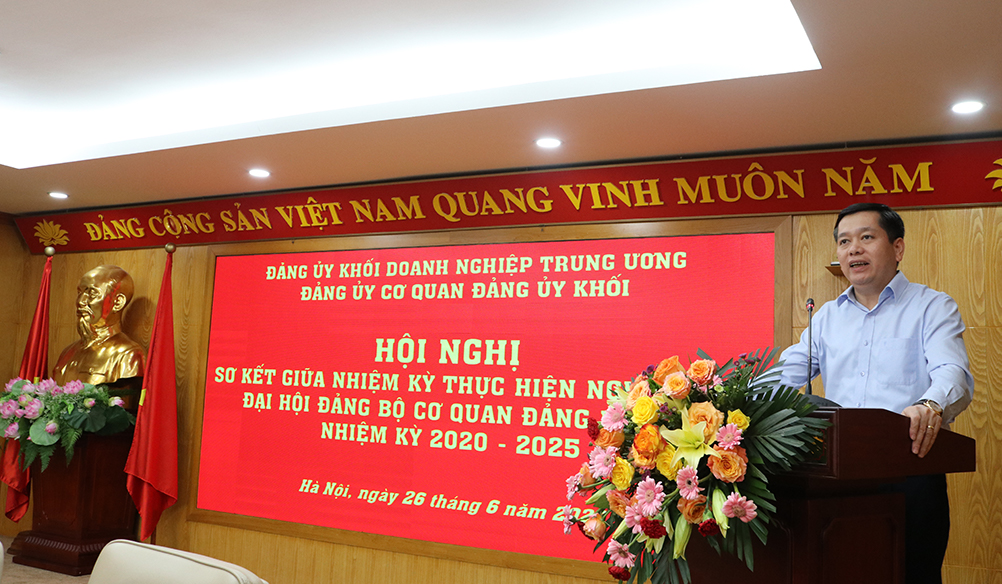 ĐẢNG CỘNG SẢN VIỆT NAM QUANG VINH MUÔN NĂM
ĐẢNG ỦY KHỐI DOANH NGHIỆP TRUNG ƯƠNG
ĐẢNG ỦY CƠ QUAN ĐẢNG ỦY KHỐI
HỘI NGHỊ
SƠ KẾT GIỮA NHIỆM KỲ THỰC HIỆN
ĐẠI HỘI ĐẢNG BỘ CƠ QUAN ĐẢNG
NHIỆM KỲ 2020 - 2025
Hà Nội, ngày 26 tháng 6 năm